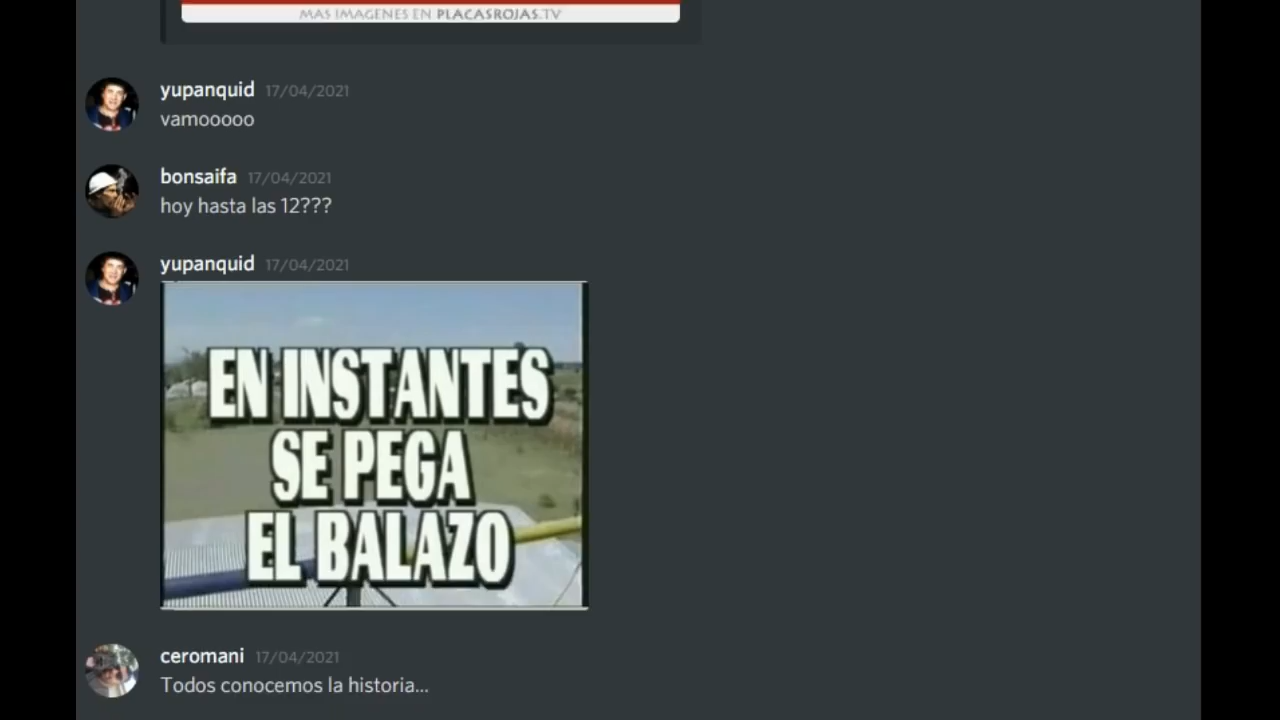 MAS IMAGENES EN PLACASROJAS.TV
yupanquid 17/04/2021
vamooooo
bonsaifa 17/04/2021
hoy hasta las 12???
yupanquid 17/04/2021
EN INSTANTES
SE PEGA
EL BALAZO
ceromani 17/04/2021
Todos conocemos la historia...